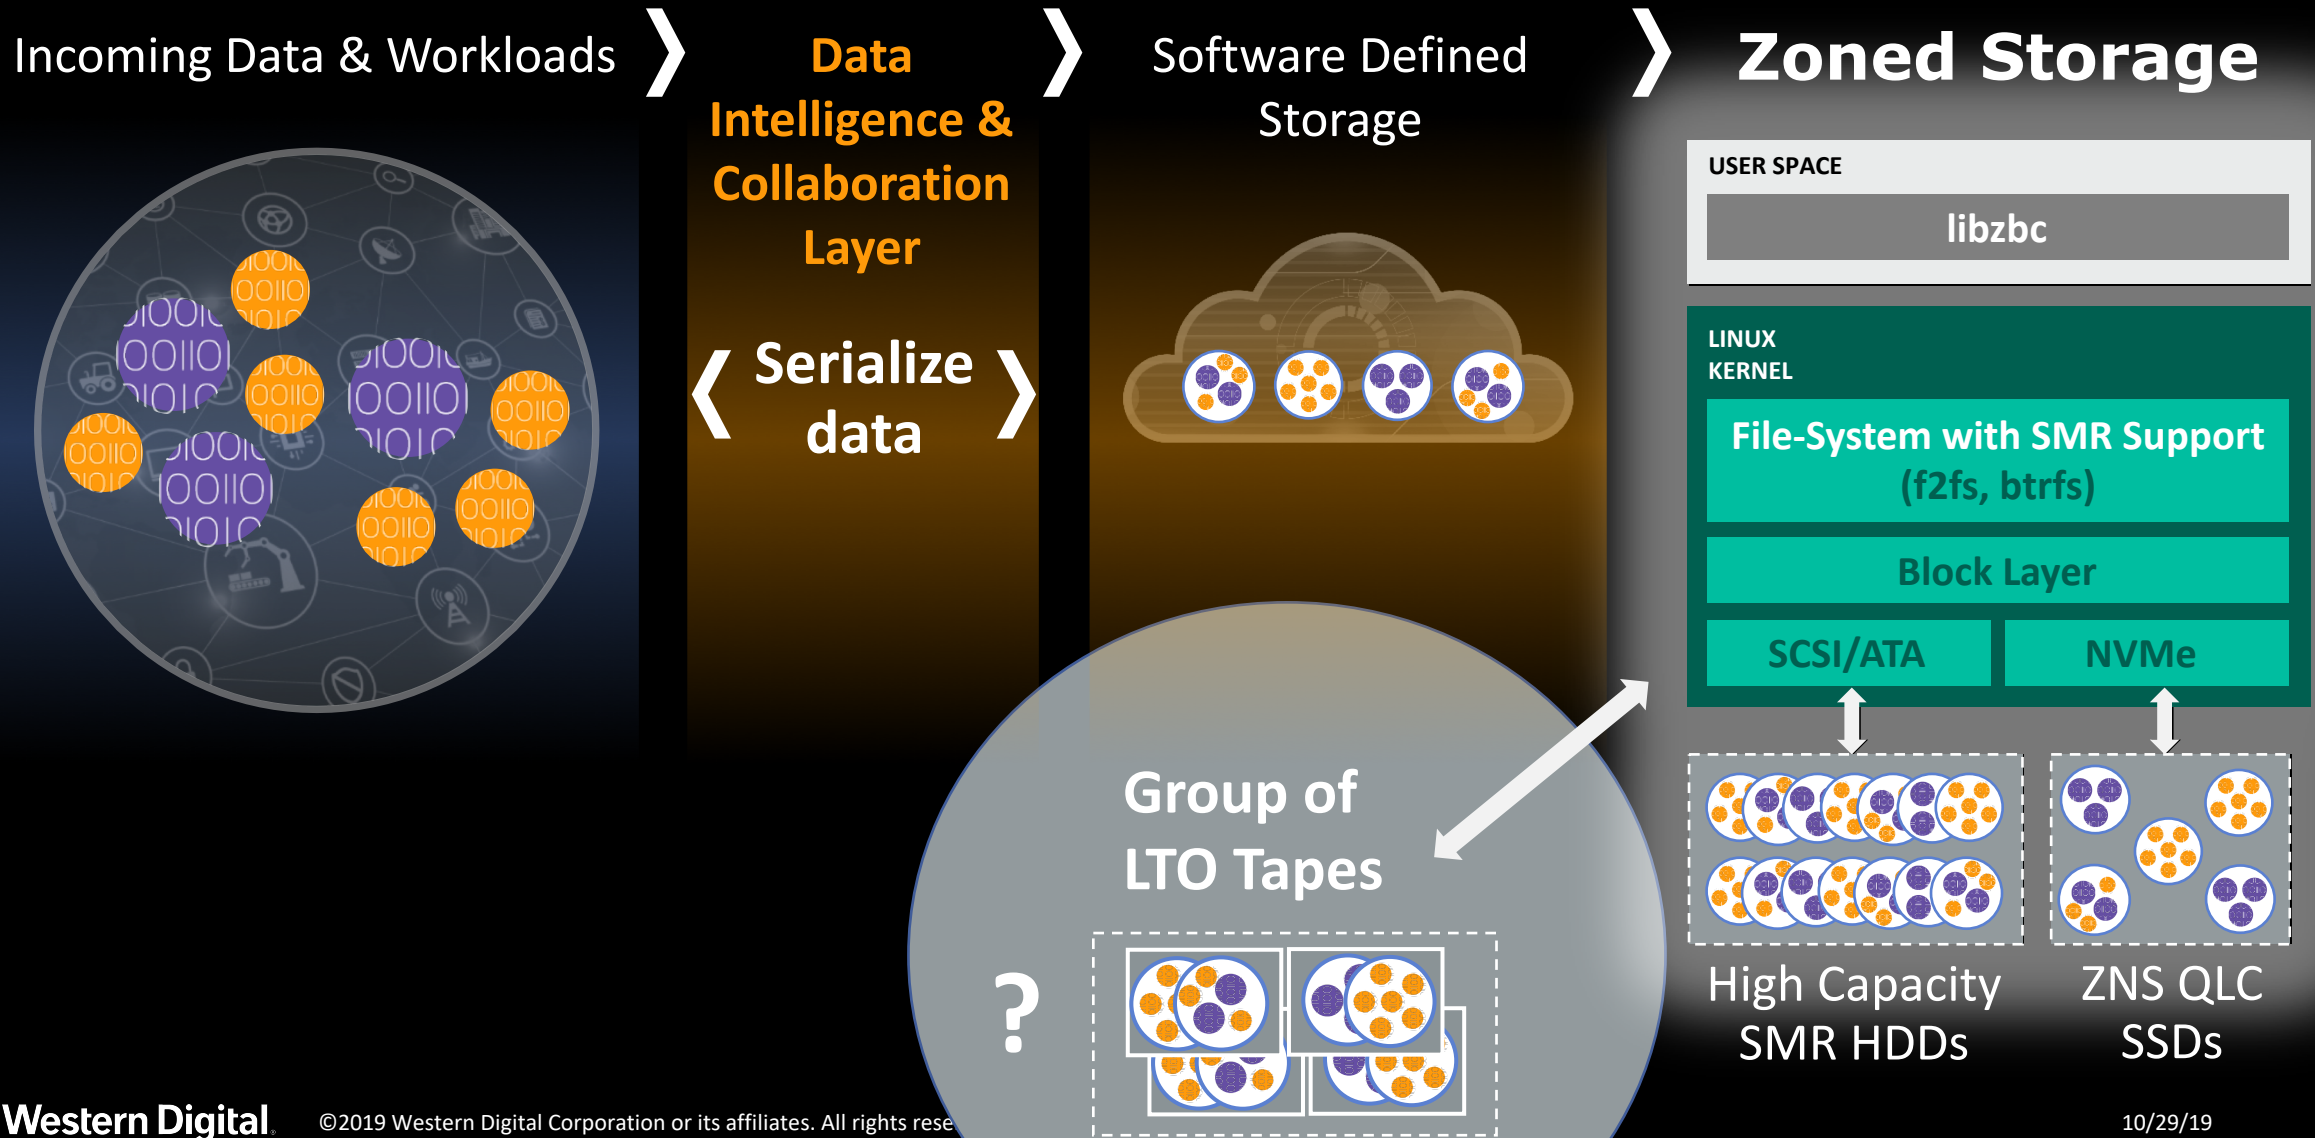 Incoming Data & Workloads
Data
Intelligence &
Collaboration
Layer
Serialize
data
Software Defined
Storage
Zoned Storage
USER SPACE
libzbc
LINUX
KERNEL
File-System with SMR Support
(f2fs, btrfs)
Block Layer
SCSI/ATA
NVMe
Group of
LTO Tapes
?
High Capacity
SMR HDDs
ZNS QLC
SSDs
Western Digital.
©2019 Western Digital Corporation or its affiliates. All rights rese
10/29/19